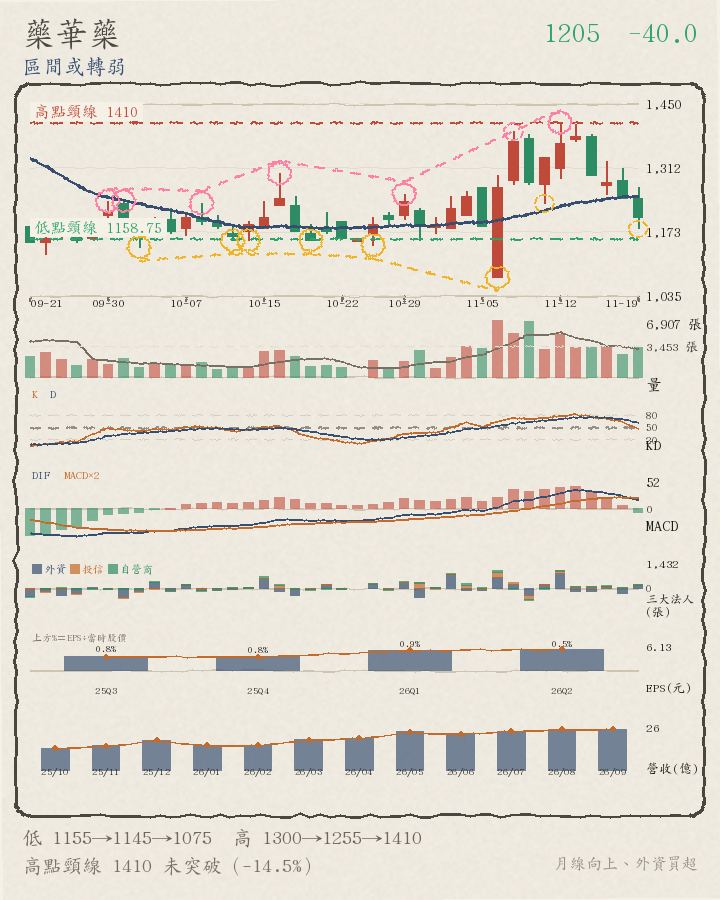 藥華藥
1205 -40.0
區間或轉弱
高點頸線 1410
低點頸線 1158.75
1,450
1,312
1,173
1,035
09-21 09-30 10-07 10-15 10-22 10-29 11-05 11-12 11-19
6,907 張
3,453 張
量
K D
80
50
20
KD
DIF MACD×2
52
0
MACD
外資 投信 自營商
1,432
0
三大法人
(張)
上方%=EPS÷當時股價
0.8% 0.8% 0.9% 0.5%
6.13
25Q3 25Q4 26Q1 26Q2
EPS(元)
26
25/10 25/11 25/12 26/01 26/02 26/03 26/04 26/05 26/06 26/07 26/08 26/09
營收(億)
低 1155→1145→1075 高 1300→1255→1410
高點頸線 1410 未突破 (-14.5%)
月線向上、外資買超